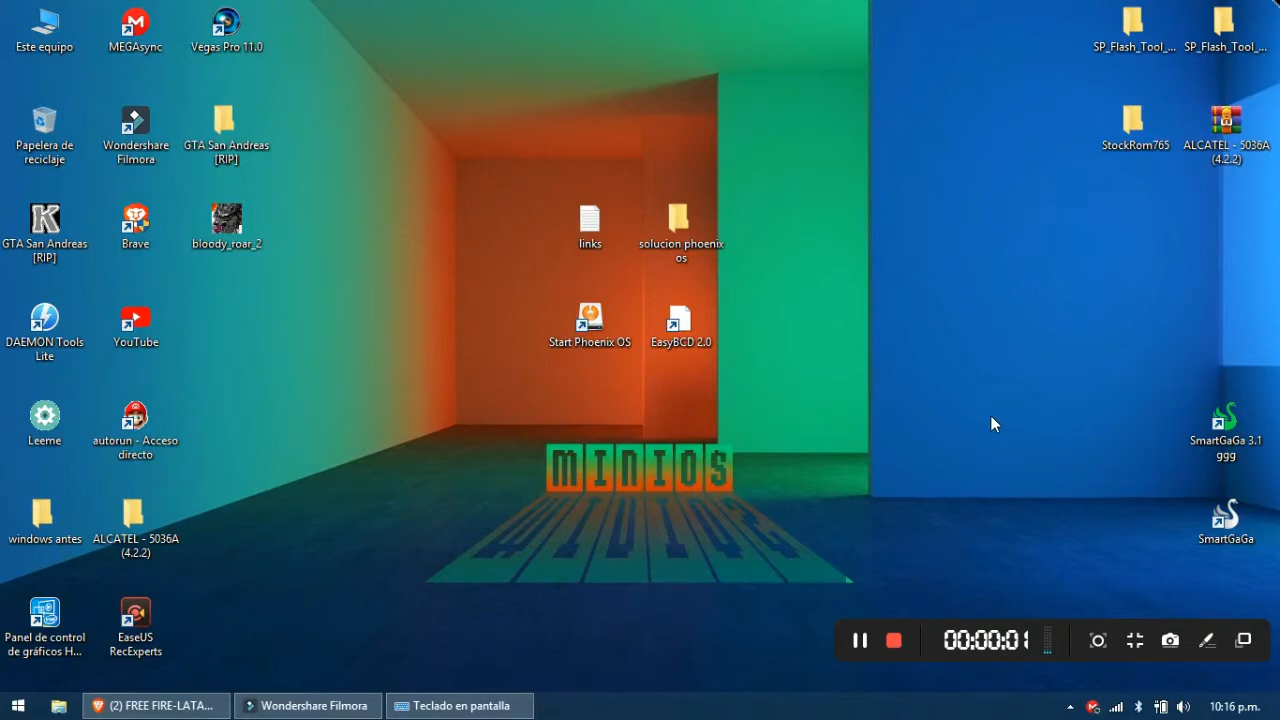 Este equipo
MEGAsync
Vegas Pro 11.0
SP_Flash_Tool_...
SP_Flash_Tool_...
Papelera de
reciclaje
Wondershare
Filmora
GTA San Andreas
[RIP]
StockRom765
ALCATEL - 5036A
(4.2.2)
GTA San Andreas
[RIP]
Brave
bloody_roar_2
links
solucion phoenix
os
DAEMON Tools
Lite
YouTube
Start Phoenix OS
EasyBCD 2.0
Leeme
autorun - Acceso
directo
SmartGaGa 3.1
ggg
MINIOS
windows antes
ALCATEL - 5036A
(4.2.2)
SmartGaGa
Panel de control
de gráficos H...
EaseUS
RecExperts
00:00:01
(2) FREE FIRE-LATA...
Wondershare Filmora
Teclado en pantalla
10:16 p.m.